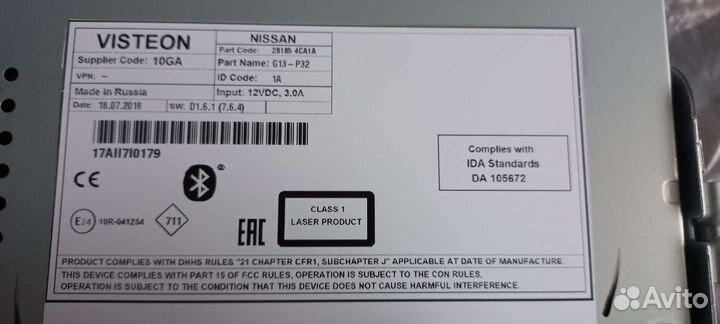 VISTEON
NISSAN
Part Code: 28185 4CA1A
Supplier Code: 10GA
Part Name: G13-P32
VPN: -
ID Code: 1A
Made in Russia
Input: 12VDC, 3.0A
Date: 18.07.2018
SW: D1.6.1 (7.6.4)
17AII7I0179
Complies with
IDA Standards
DA 105672
CE
E24
10R-041254
711
EAC
CLASS 1
LASER PRODUCT
PRODUCT COMPLIES WITH DHHS RULES "21 CHAPTER CFR1, SUBCHAPTER J" APPLICABLE AT DATE OF MANUFACTURE.
THIS DEVICE COMPLIES WITH PART 15 OF FCC RULES, OPERATION IS SUBJECT TO THE CON RULES,
OPERATION IS SUBJECT TO THE CONDITION THAT THIS DEVICE DOES NOT CAUSE HARMFUL INTERFERENCE.
Avito